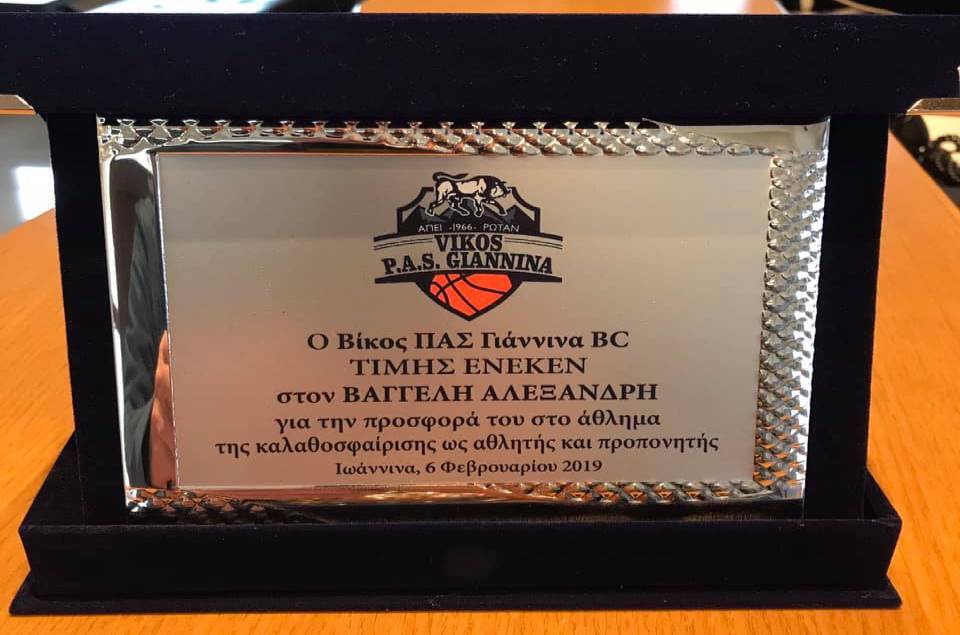 ΑΠΕΙ -1966- ΡΩΤΑΝ
VIKOS
P.A.S. GIANNINA
Ο Βίκος ΠΑΣ Γιάννινα BC
ΤΙΜΗΣ ΕΝΕΚΕΝ
στον ΒΑΓΓΕΛΗ ΑΛΕΞΑΝΔΡΗ
για την προσφορά του στο άθλημα
της καλαθοσφαίρισης ως αθλητής και προπονητής
Ιωάννινα, 6 Φεβρουαρίου 2019